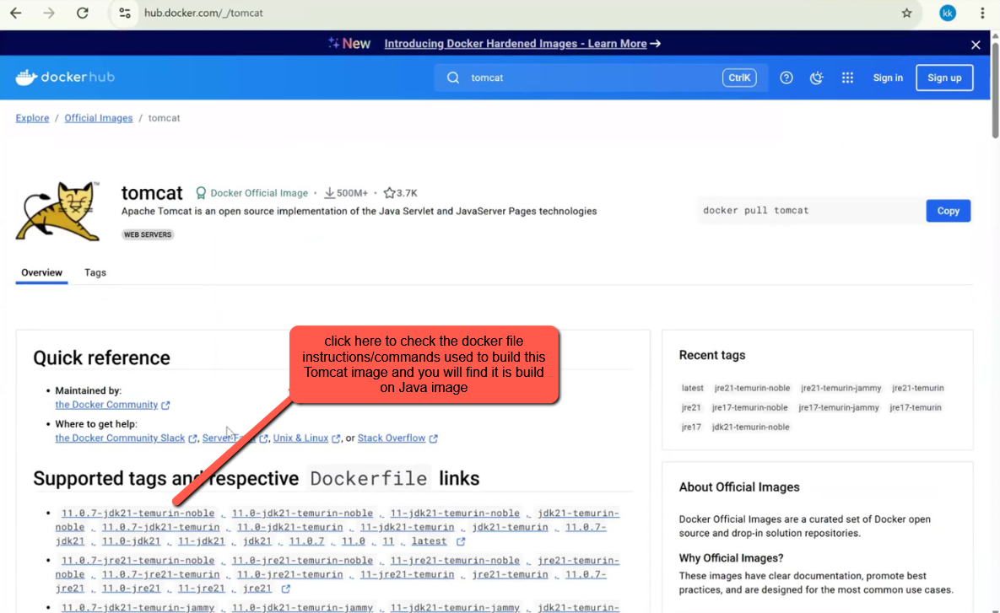 hub.docker.com/_/tomcat
kk
New Introducing Docker Hardened Images - Learn More →
dockerhub
tomcat
CtrlK
Sign in
Sign up
Explore / Official Images / tomcat
tomcat Docker Official Image · 500M+ · 3.7K
Apache Tomcat is an open source implementation of the Java Servlet and JavaServer Pages technologies
WEB SERVERS
docker pull tomcat
Copy
Overview
Tags
click here to check the docker file
instructions/commands used to build this
Tomcat image and you will find it is build
on Java image
Quick reference
• Maintained by:
the Docker Community
• Where to get help:
the Docker Community Slack, Server, Unix & Linux, or Stack Overflow
Supported tags and respective Dockerfile links
• 11.0.7-jdk21-temurin-noble, 11.0-jdk21-temurin-noble, 11-jdk21-temurin-noble, jdk21-temurin-
noble, 11.0.7-jdk21-temurin, 11.0-jdk21-temurin, 11-jdk21-temurin, jdk21-temurin, 11.0.7-
jdk21, 11.0-jdk21, 11-jdk21, jdk21, 11.0.7, 11.0, 11, latest
• 11.0.7-jre21-temurin-noble, 11.0-jre21-temurin-noble, 11-jre21-temurin-noble, jre21-temurin-
noble, 11.0.7-jre21-temurin, 11.0-jre21-temurin, 11-jre21-temurin, jre21-temurin, 11.0.7-
jre21, 11.0-jre21, 11-jre21, jre21
• 11.0.7-jdk21-temurin-jammy, 11.0-jdk21-temurin-jammy, 11-jdk21-temurin-jammy, jdk21-temurin-
Recent tags
latest jre21-temurin-noble jre21-temurin-jammy jre21-temurin
jre21 jre17-temurin-noble jre17-temurin-jammy jre17-temurin
jre17 jdk21-temurin-noble
About Official Images
Docker Official Images are a curated set of Docker open
source and drop-in solution repositories.
Why Official Images?
These images have clear documentation, promote best
practices, and are designed for the most common use cases.